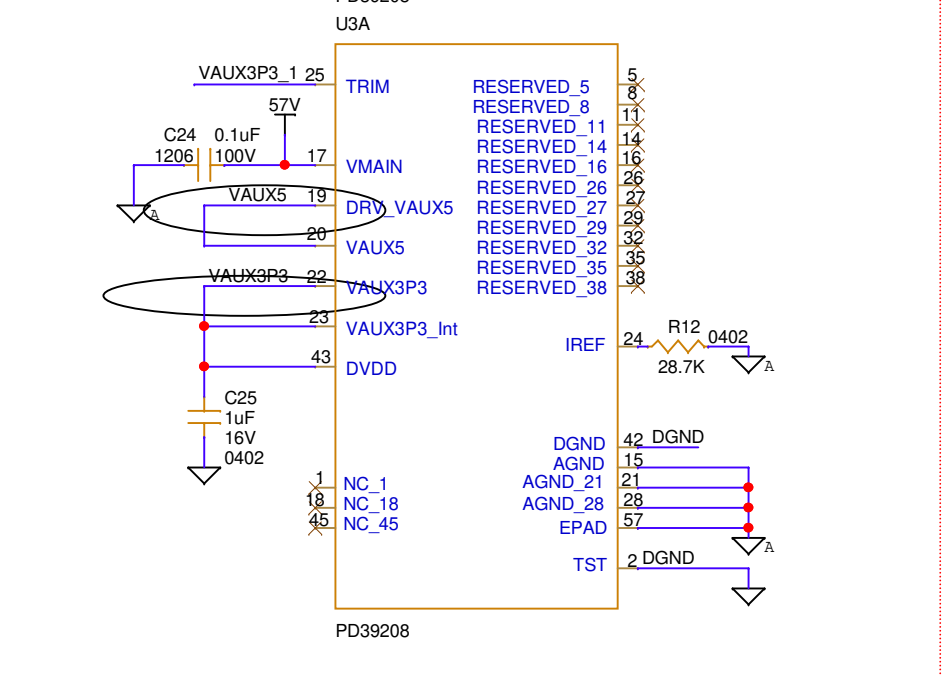 U3A
VAUX3P3_1 25 TRIM
57V
C24 0.1uF
1206 100V 17 VMAIN
A
VAUX5 19 DRV_VAUX5
20 VAUX5
VAUX3P3 22 VAUX3P3
23 VAUX3P3_Int
43 DVDD
C25
1uF
16V
0402
1 NC_1
18 NC_18
45 NC_45
RESERVED_5 5
RESERVED_8 8
RESERVED_11 11
RESERVED_14 14
RESERVED_16 16
RESERVED_26 26
RESERVED_27 27
RESERVED_29 29
RESERVED_32 32
RESERVED_35 35
RESERVED_38 38
IREF 24 R12 0402
28.7K A
DGND 42 DGND
AGND 15
AGND_21 21
AGND_28 28
EPAD 57
A
TST 2 DGND
PD39208